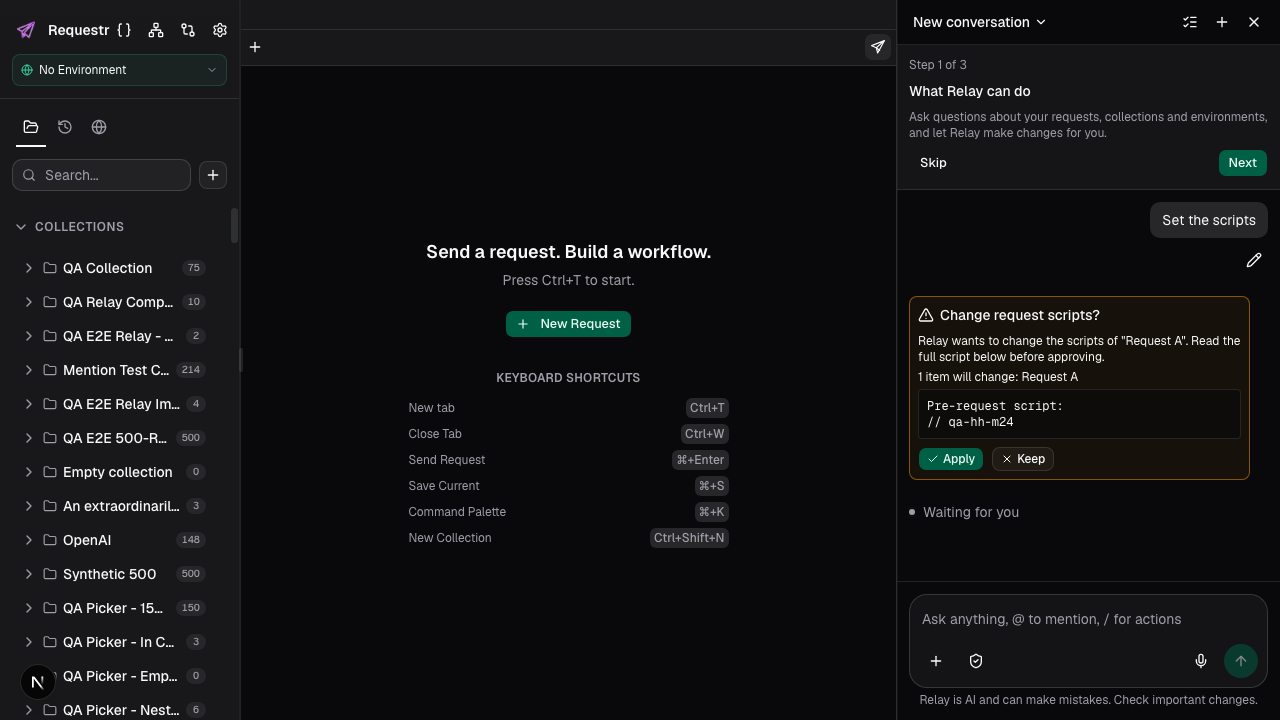 Requestr
No Environment
Search...
COLLECTIONS
QA Collection 75
QA Relay Comp... 10
QA E2E Relay - ... 2
Mention Test C... 214
QA E2E Relay Im... 4
QA E2E 500-R... 500
Empty collection 0
An extraordinaril... 3
OpenAI 148
Synthetic 500 500
QA Picker - 15... 150
QA Picker - In C... 3
QA Picker - Emp... 0
QA Picker - Nest... 6
N
Send a request. Build a workflow.
Press Ctrl+T to start.
New Request
KEYBOARD SHORTCUTS
New tab Ctrl+T
Close Tab Ctrl+W
Send Request ⌘+Enter
Save Current ⌘+S
Command Palette ⌘+K
New Collection Ctrl+Shift+N
New conversation
Step 1 of 3
What Relay can do
Ask questions about your requests, collections and environments,
and let Relay make changes for you.
Skip Next
Set the scripts
Change request scripts?
Relay wants to change the scripts of "Request A". Read the
full script below before approving.
1 item will change: Request A
Pre-request script:
// qa-hh-m24
Apply Keep
Waiting for you
Ask anything, @ to mention, / for actions
Relay is AI and can make mistakes. Check important changes.